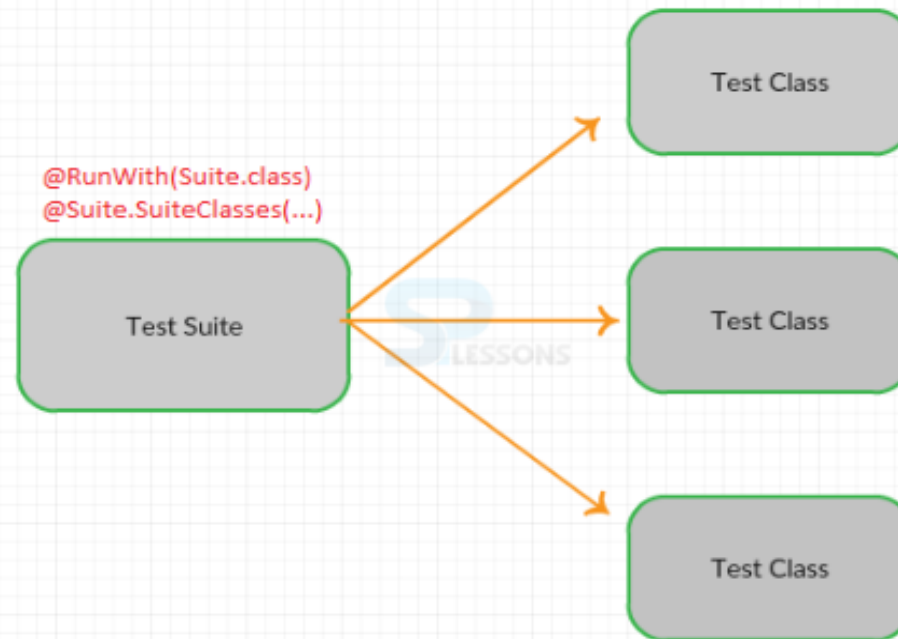 @RunWith(Suite.class)
@Suite.SuiteClasses(...)
Test Suite
Test Class
Test Class
Test Class
SP
LESSONS